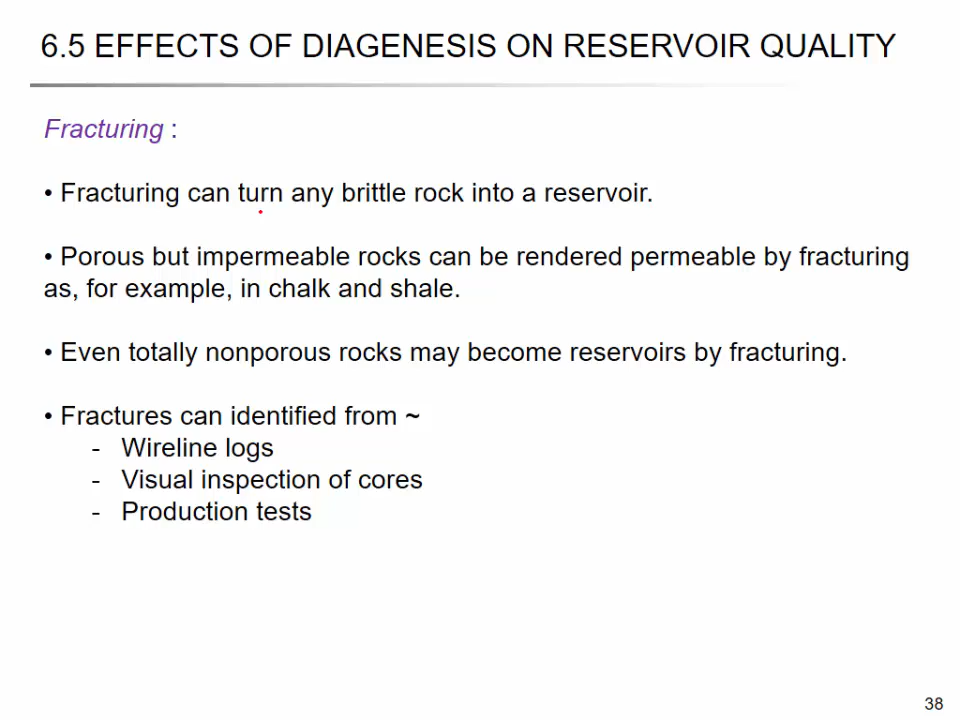 6.5 EFFECTS OF DIAGENESIS ON RESERVOIR QUALITY
Fracturing :
• Fracturing can turn any brittle rock into a reservoir.
• Porous but impermeable rocks can be rendered permeable by fracturing
as, for example, in chalk and shale.
• Even totally nonporous rocks may become reservoirs by fracturing.
• Fractures can identified from ~
- Wireline logs
- Visual inspection of cores
- Production tests
38